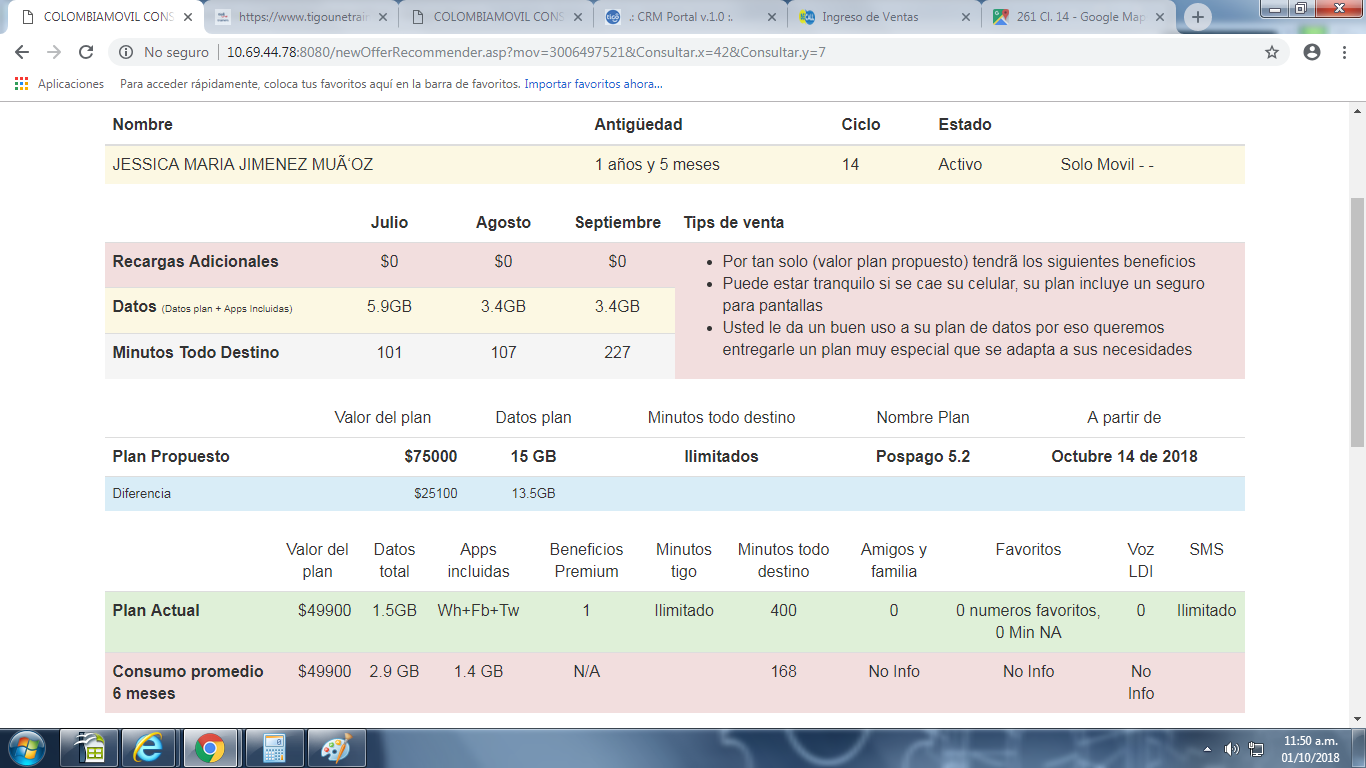 COLOMBIAMOVIL CONS
https://www.tigounetrain
COLOMBIAMOVIL CONS
.: CRM Portal v.1.0 :.
Ingreso de Ventas
261 Cl. 14 - Google Map
No seguro
10.69.44.78:8080/newOfferRecommender.asp?mov=3006497521&Consultar.x=42&Consultar.y=7
Aplicaciones
Para acceder rápidamente, coloca tus favoritos aquí en la barra de favoritos. Importar favoritos ahora...
Nombre Antigüedad Ciclo Estado
JESSICA MARIA JIMENEZ MUÃ‘OZ 1 años y 5 meses 14 Activo Solo Movil - -
Julio Agosto Septiembre Tips de venta
Recargas Adicionales $0 $0 $0
Datos (Datos plan + Apps Incluidas) 5.9GB 3.4GB 3.4GB
Minutos Todo Destino 101 107 227
• Por tan solo (valor plan propuesto) tendrã los siguientes beneficios
• Puede estar tranquilo si se cae su celular, su plan incluye un seguro
para pantallas
• Usted le da un buen uso a su plan de datos por eso queremos
entregarle un plan muy especial que se adapta a sus necesidades
Valor del plan Datos plan Minutos todo destino Nombre Plan A partir de
Plan Propuesto $75000 15 GB Ilimitados Pospago 5.2 Octubre 14 de 2018
Diferencia $25100 13.5GB
Valor del Datos Apps Beneficios Minutos Minutos todo Amigos y Favoritos Voz SMS
plan total incluidas Premium tigo destino familia LDI
Plan Actual $49900 1.5GB Wh+Fb+Tw 1 Ilimitado 400 0 0 numeros favoritos, 0 Ilimitado
0 Min NA
Consumo promedio $49900 2.9 GB 1.4 GB N/A 168 No Info No Info No
6 meses Info
11:50 a.m.
01/10/2018